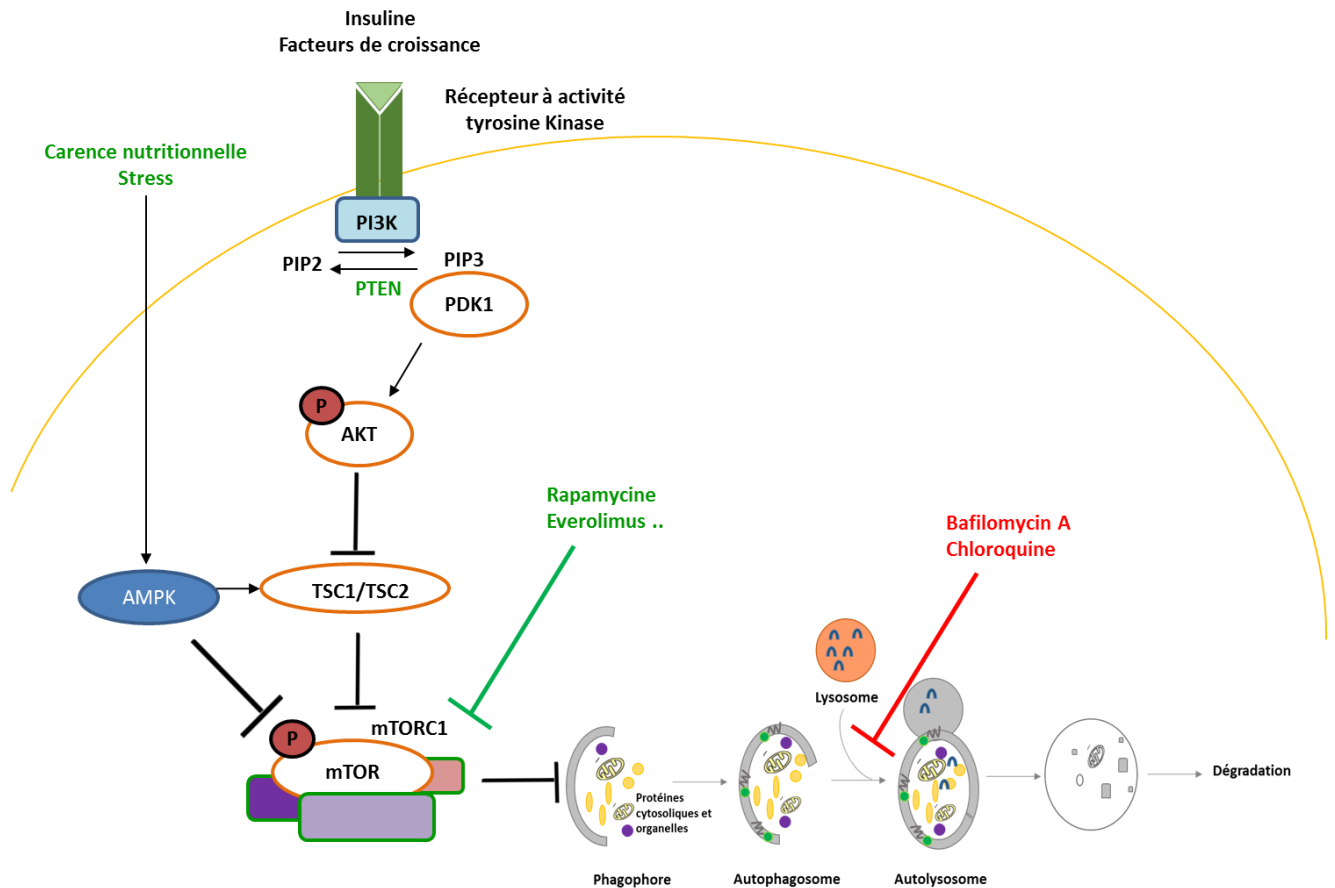 Insuline
Facteurs de croissance
Récepteur à activité
tyrosine Kinase
Carence nutritionnelle
Stress
PI3K
PIP2
PIP3
PTEN
PDK1
P
AKT
Rapamycine
Everolimus ..
Bafilomycin A
Chloroquine
AMPK
TSC1/TSC2
Lysosome
mTORC1
P
mTOR
Protéines
cytosoliques et
organelles
Dégradation
Phagophore
Autophagosome
Autolysosome